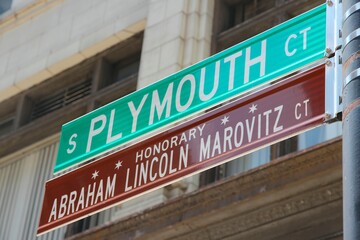 S PLYMOUTH CT
HONORARY
ABRAHAM LINCOLN MAROVITZ CT